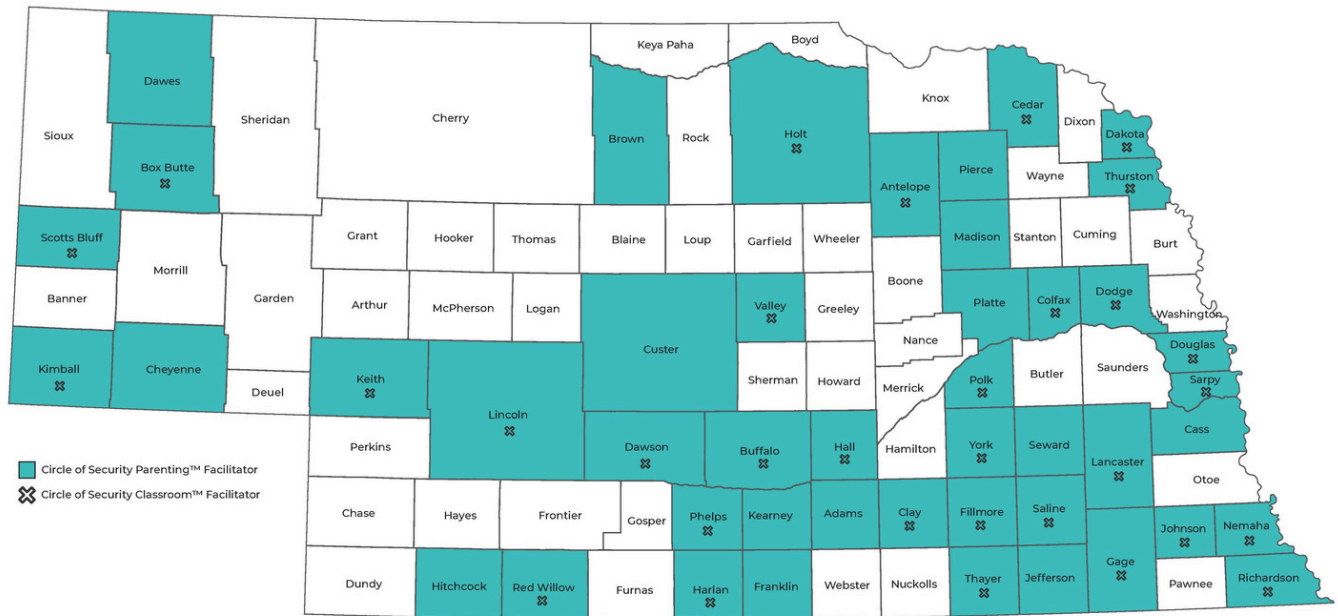 Keya Paha
Boyd
Dawes
Sheridan
Cherry
Sioux
Brown
Rock
Holt
Knox
Cedar
Dixon
Dakota
Box Butte
Antelope
Pierce
Wayne
Thurston
Scotts Bluff
Morrill
Grant
Hooker
Thomas
Blaine
Loup
Garfield
Wheeler
Madison
Stanton
Cuming
Burt
Banner
Garden
Arthur
McPherson
Logan
Valley
Greeley
Boone
Platte
Colfax
Dodge
Washington
Kimball
Cheyenne
Deuel
Keith
Lincoln
Custer
Sherman
Howard
Nance
Merrick
Polk
Butler
Saunders
Douglas
Sarpy
Perkins
Dawson
Buffalo
Hall
Hamilton
York
Seward
Lancaster
Cass
Otoe
Circle of Security Parenting™ Facilitator
Circle of Security Classroom™ Facilitator
Chase
Hayes
Frontier
Gosper
Phelps
Kearney
Adams
Clay
Fillmore
Saline
Johnson
Nemaha
Dundy
Hitchcock
Red Willow
Furnas
Harlan
Franklin
Webster
Nuckolls
Thayer
Jefferson
Gage
Pawnee
Richardson